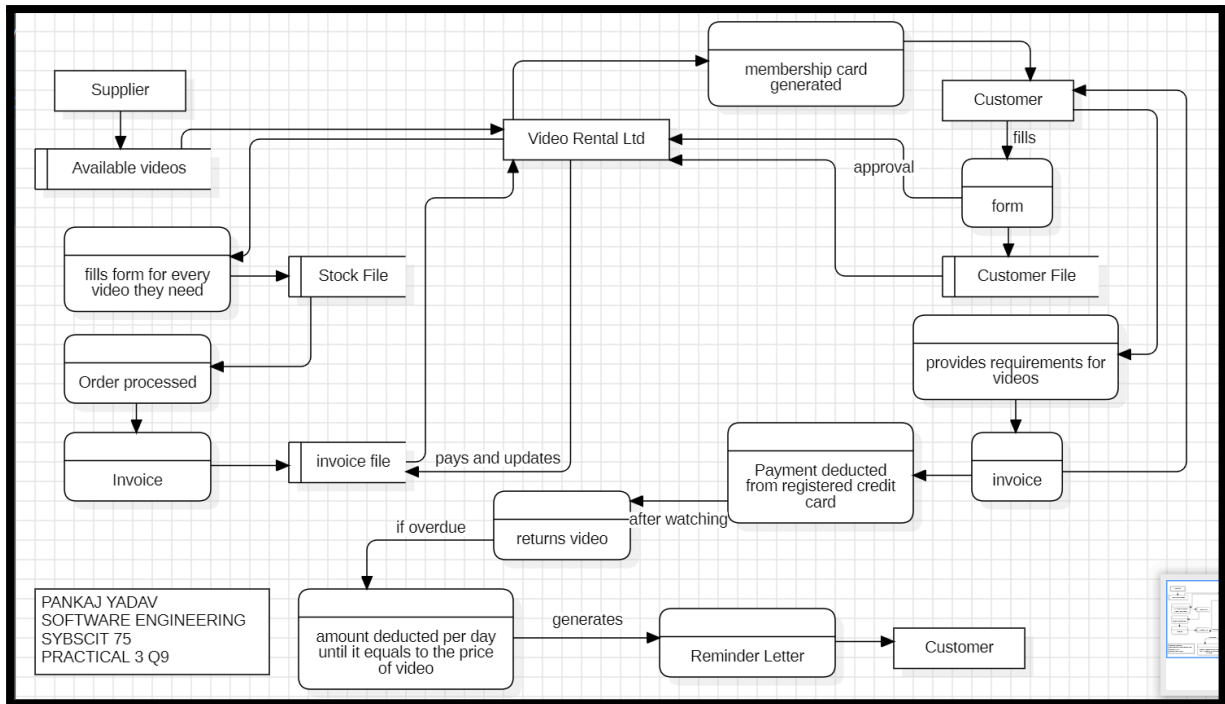 membership card
generated
Supplier
Customer
Video Rental Ltd
fills
Available videos
approval
form
fills form for every
video they need
Stock File
Customer File
provides requirements for
videos
Order processed
invoice file
pays and updates
Payment deducted
from registered credit
card
invoice
Invoice
after watching
if overdue
returns video
PANKAJ YADAV
SOFTWARE ENGINEERING
SYBSCIT 75
PRACTICAL 3 Q9
amount deducted per day
until it equals to the price
of video
generates
Reminder Letter
Customer